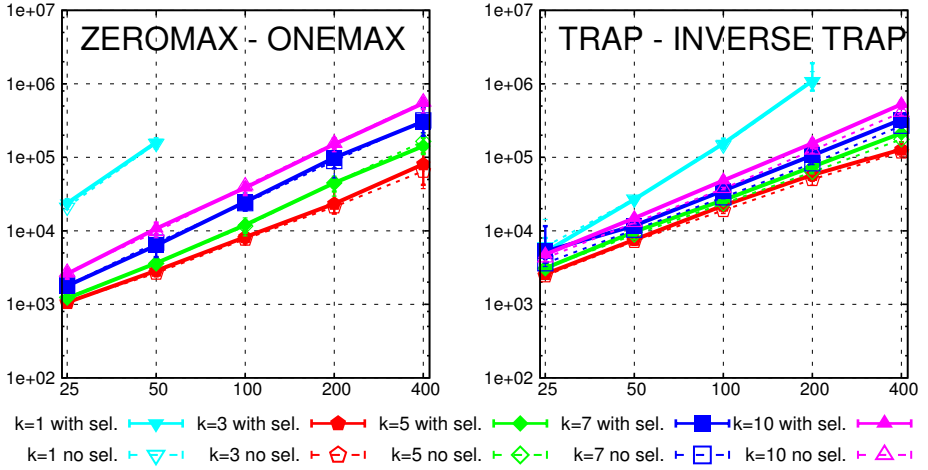 ZEROMAX - ONEMAX
1e+07
1e+06
1e+05
1e+04
1e+03
1e+02
25 50 100 200 400
TRAP - INVERSE TRAP
1e+07
1e+06
1e+05
1e+04
1e+03
1e+02
25 50 100 200 400
k=1 with sel. k=3 with sel. k=5 with sel. k=7 with sel. k=10 with sel.
k=1 no sel. k=3 no sel. k=5 no sel. k=7 no sel. k=10 no sel.